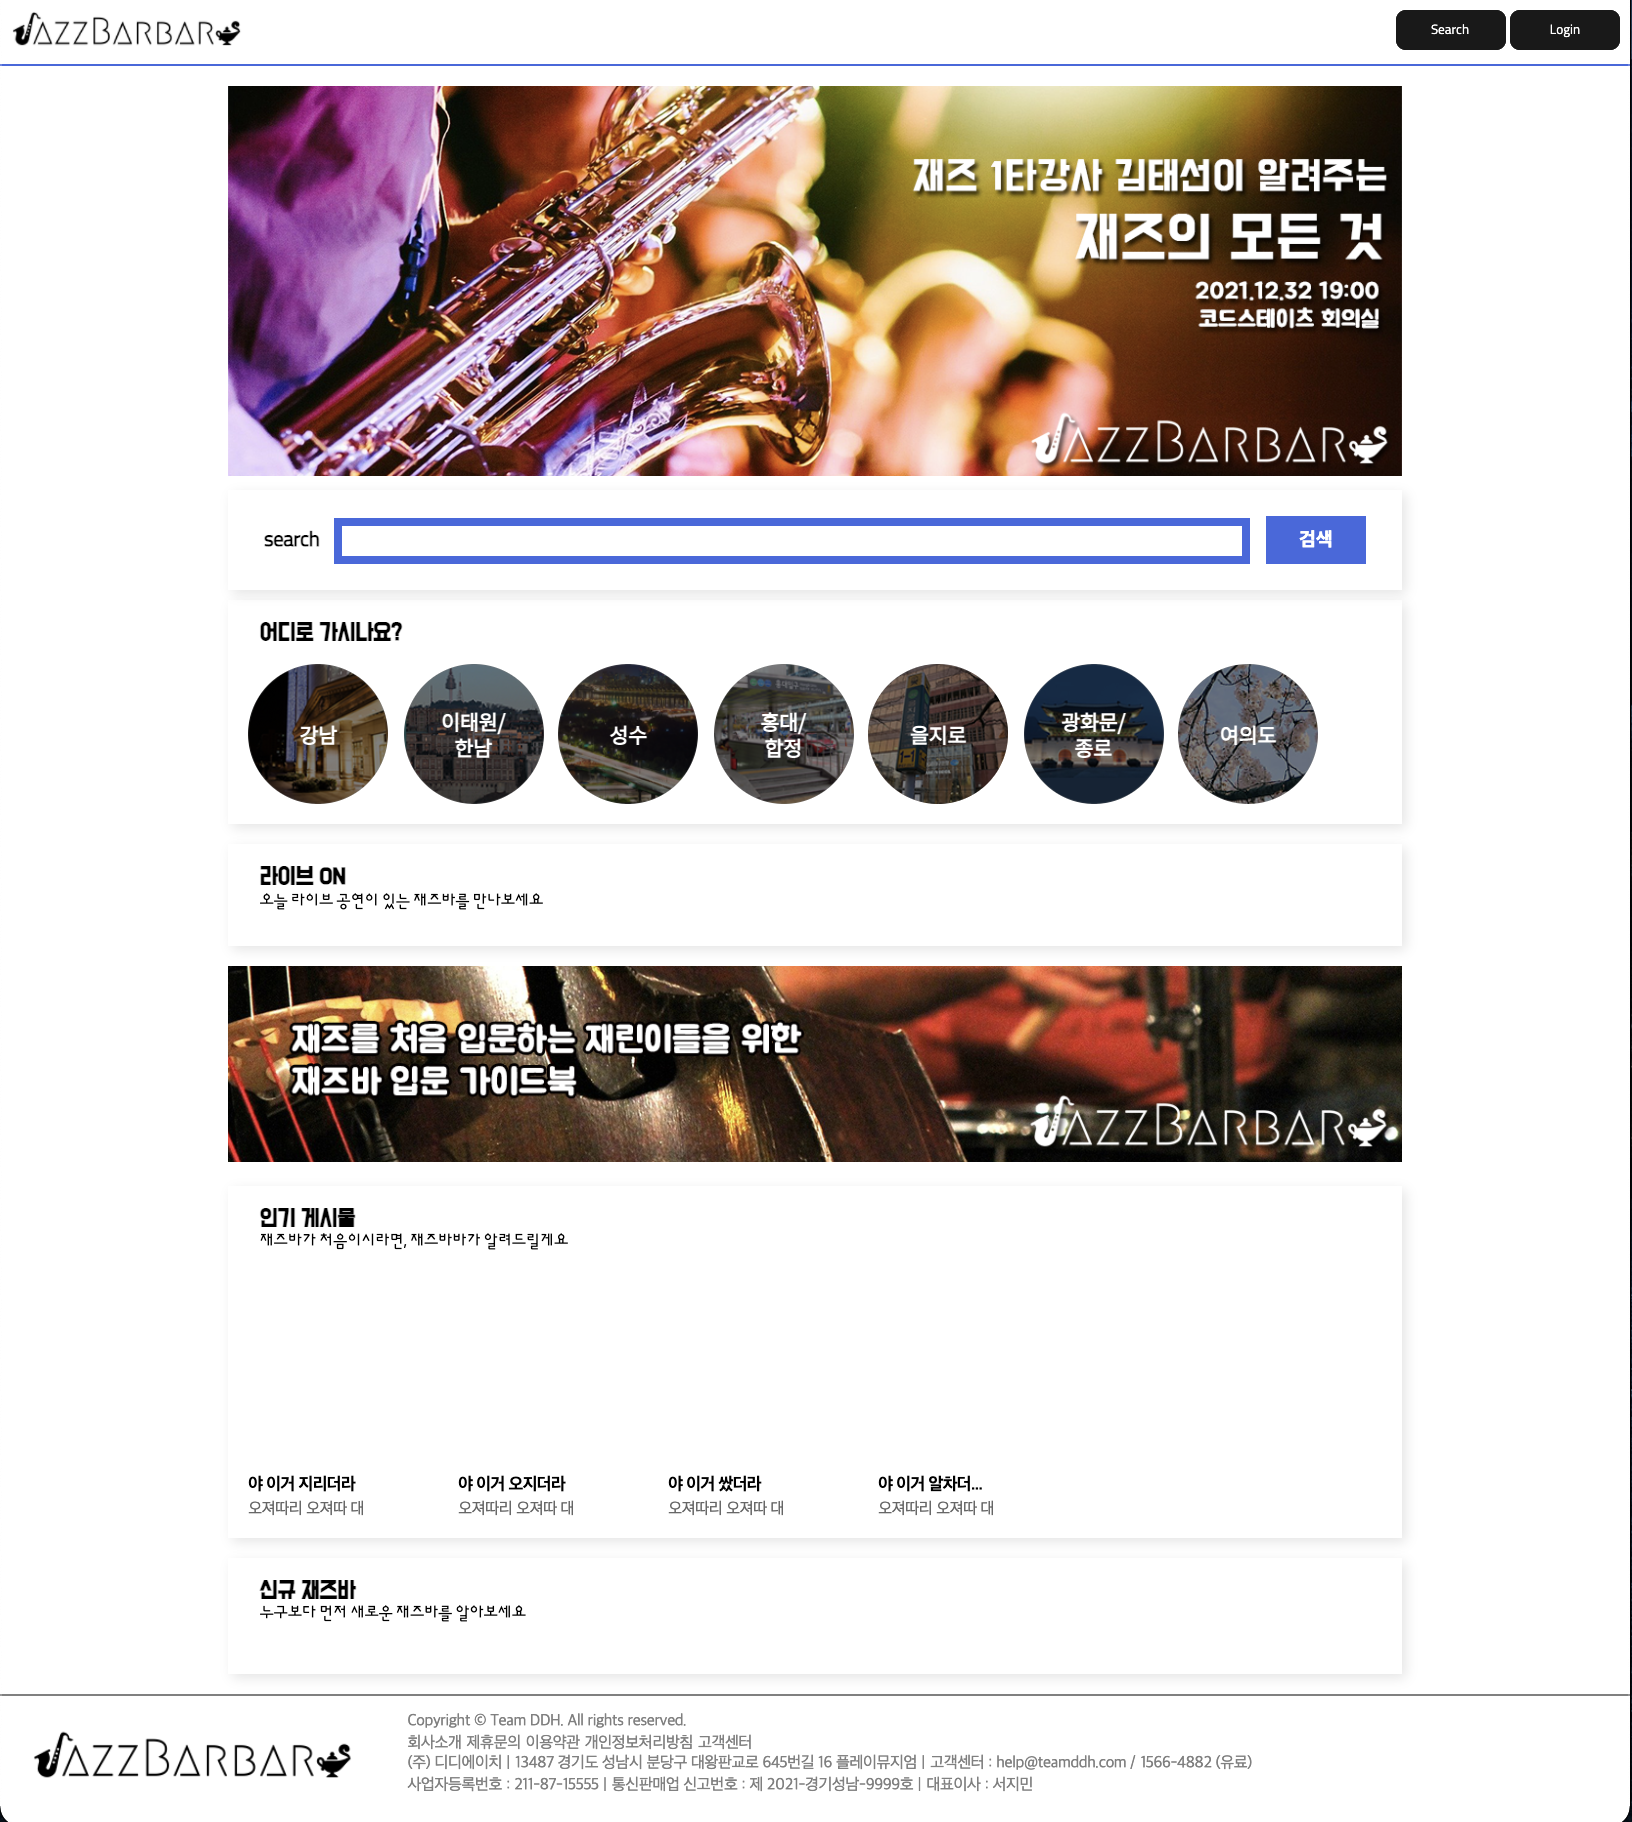 JAZZBARBAR
Search
Login
재즈 1타강사 김태선이 알려주는
재즈의 모든 것
2021.12.32 19:00
코드스테이츠 회의실
JAZZBARBAR
search
검색
어디로 가시나요?
강남
이태원/
한남
성수
홍대/
합정
을지로
광화문/
종로
여의도
라이브 ON
오늘 라이브 공연이 있는 재즈바를 만나보세요
재즈를 처음 입문하는 재린이들을 위한
재즈바 입문 가이드북
JAZZBARBAR
인기 게시물
재즈바가 처음이시라면, 재즈바바가 알려드릴게요
야 이거 지리더라
오져따리 오져따 대
야 이거 오지더라
오져따리 오져따 대
야 이거 쌌더라
오져따리 오져따 대
야 이거 알차더...
오져따리 오져따 대
신규 재즈바
누구보다 먼저 새로운 재즈바를 알아보세요
JAZZBARBAR
Copyright © Team DDH. All rights reserved.
회사소개 제휴문의 이용약관 개인정보처리방침 고객센터
(주) 디디에이치 | 13487 경기도 성남시 분당구 대왕판교로 645번길 16 플레이뮤지엄 | 고객센터 : help@teamddh.com / 1566-4882 (유료)
사업자등록번호 : 211-87-15555 | 통신판매업 신고번호 : 제 2021-경기성남-9999호 | 대표이사 : 서지민